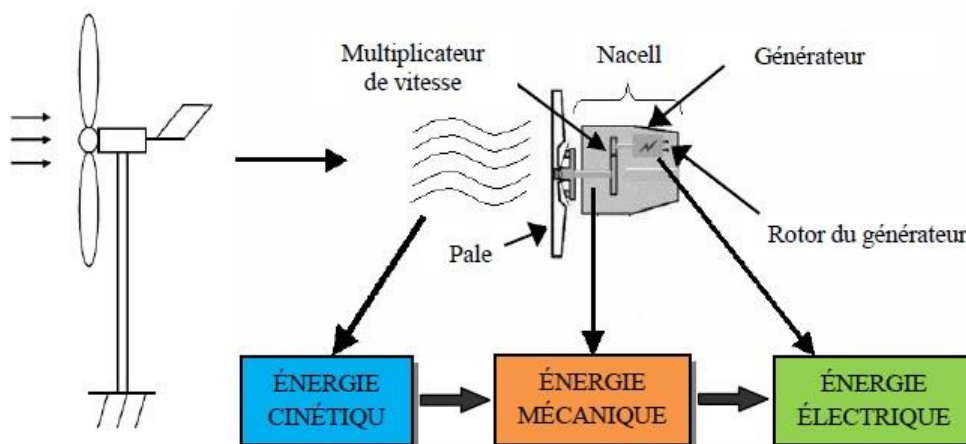 Multiplicateur
de vitesse
Nacell
Générateur
Pale
Rotor du générateur
ÉNERGIE
CINÉTIQU
ÉNERGIE
MÉCANIQUE
ÉNERGIE
ÉLECTRIQUE